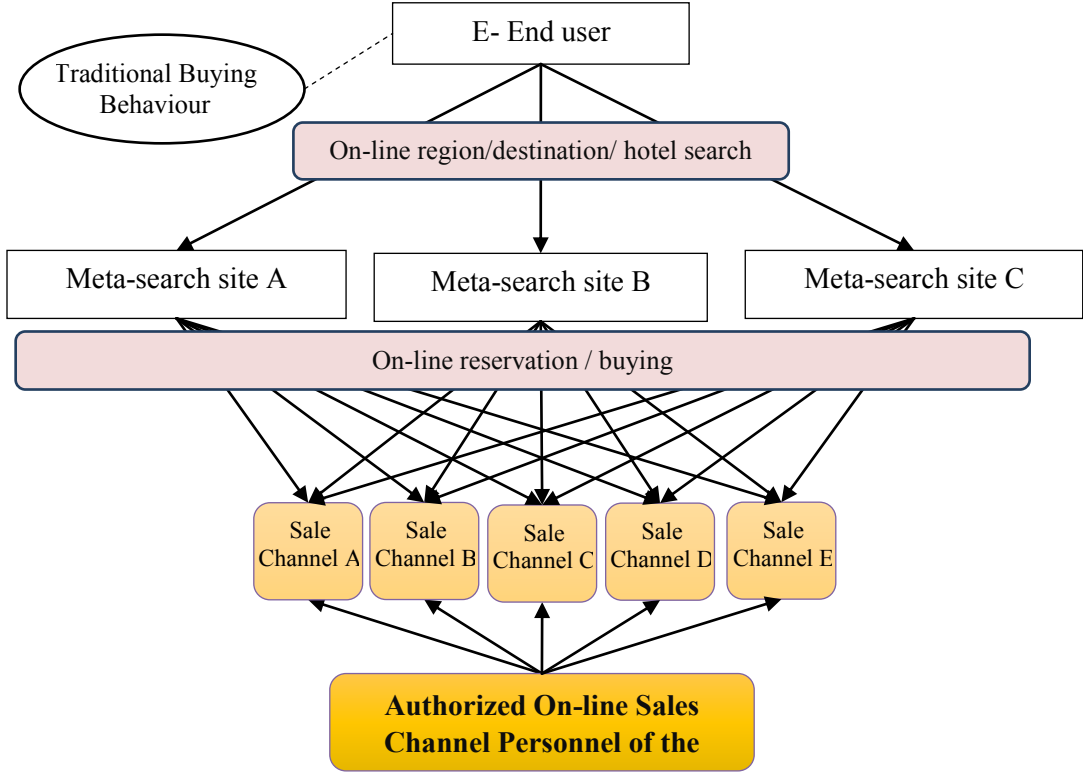 E- End user
Traditional Buying
Behaviour
On-line region/destination/ hotel search
Meta-search site A
Meta-search site B
Meta-search site C
On-line reservation / buying
Sale
Channel A
Sale
Channel B
Sale
Channel C
Sale
Channel D
Sale
Channel E
Authorized On-line Sales
Channel Personnel of the